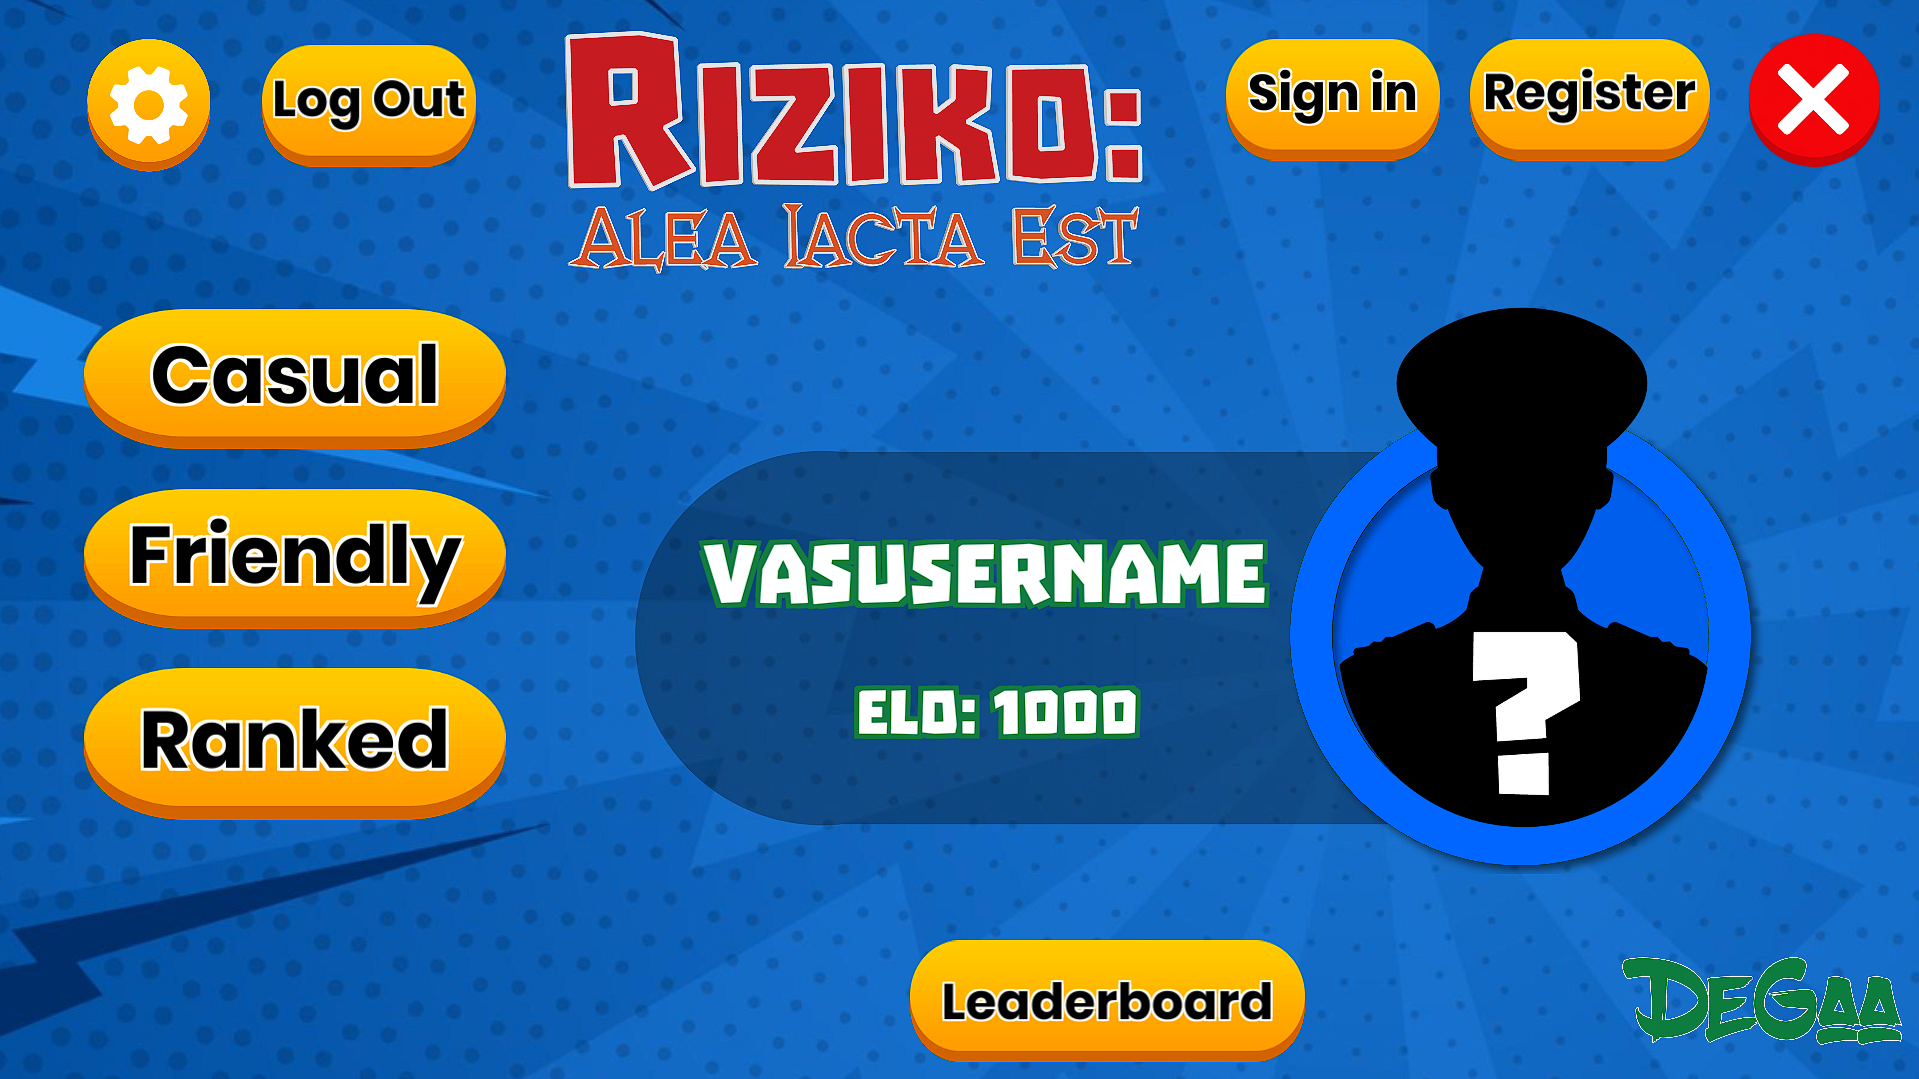 Log Out
RIZIKO:
Sign in
Register
ALEA IACTA EST
Casual
Friendly
VASUSERNAME
Ranked
ELO: 1000
?
Leaderboard
DEGAA